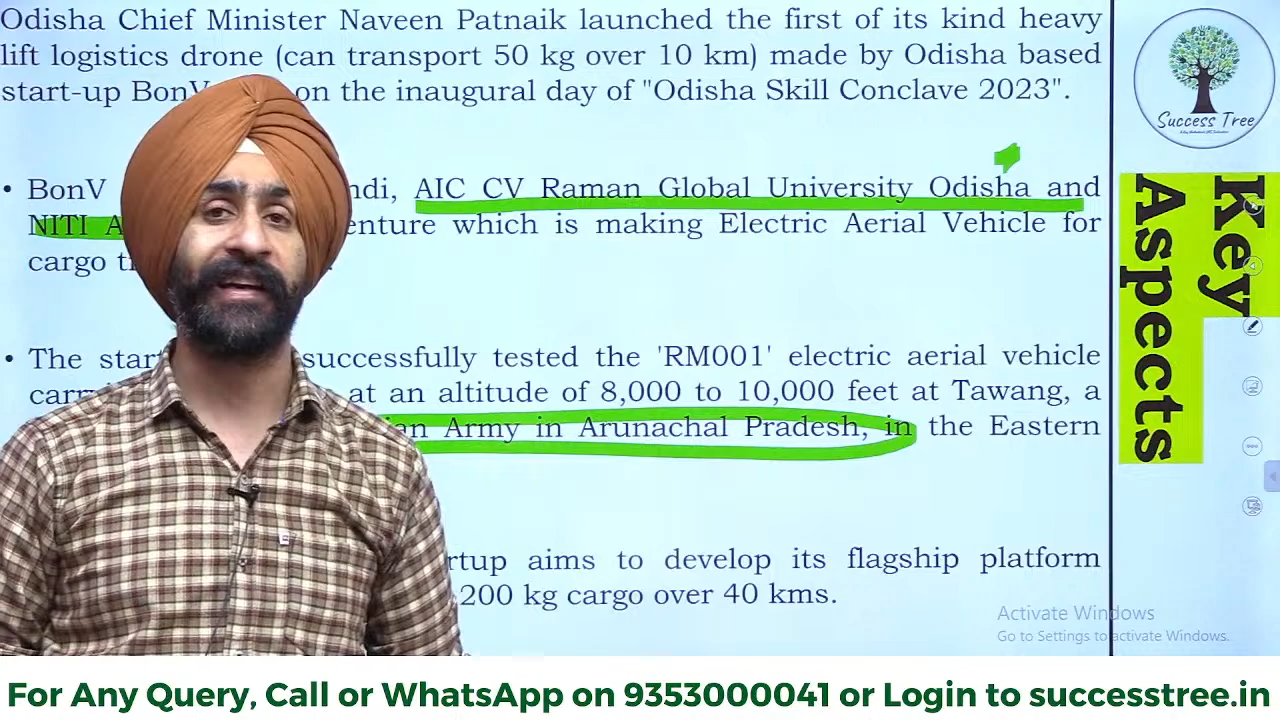 Odisha Chief Minister Naveen Patnaik launched the first of its kind heavy
lift logistics drone (can transport 50 kg over 10 km) made by Odisha based
start-up BonV on the inaugural day of "Odisha Skill Conclave 2023".
• BonV ndi, AIC CV Raman Global University Odisha and
NITI A enture which is making Electric Aerial Vehicle for
cargo t
• The star successfully tested the 'RM001' electric aerial vehicle
carr at an altitude of 8,000 to 10,000 feet at Tawang, a
an Army in Arunachal Pradesh, in the Eastern
rtup aims to develop its flagship platform
200 kg cargo over 40 kms.
Success Tree
Key
Aspects
Activate Windows
Go to Settings to activate Windows.
For Any Query, Call or WhatsApp on 9353000041 or Login to successtree.in